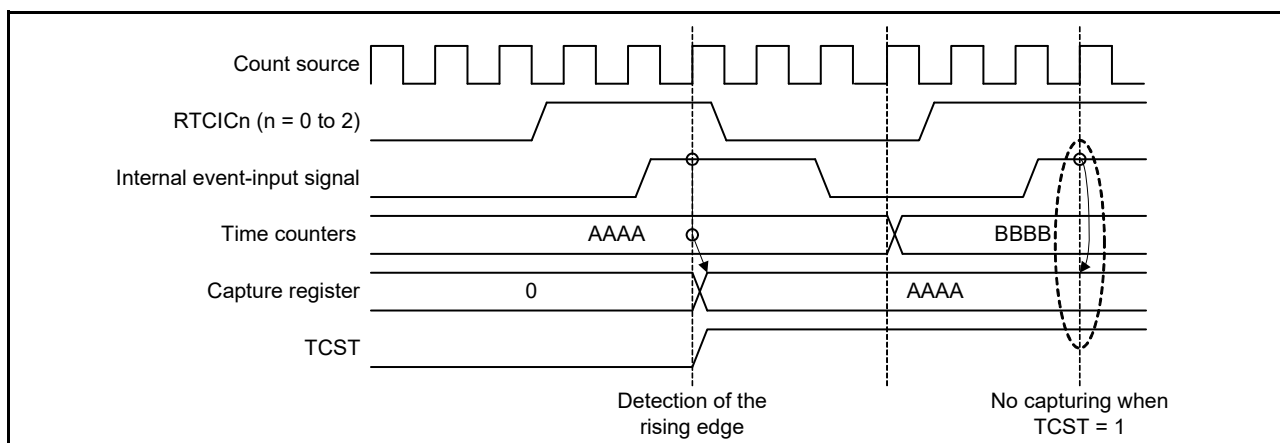 Count source
RTCICn (n = 0 to 2)
Internal event-input signal
Time counters
AAAA
BBBB
Capture register
0
AAAA
TCST
Detection of the
rising edge
No capturing when
TCST = 1